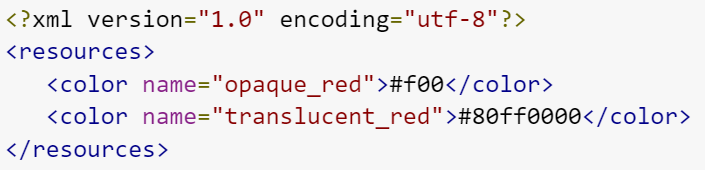 <?xml version="1.0" encoding="utf-8"?>
<resources>
   <color name="opaque_red">#f00</color>
   <color name="translucent_red">#80ff0000</color>
</resources>